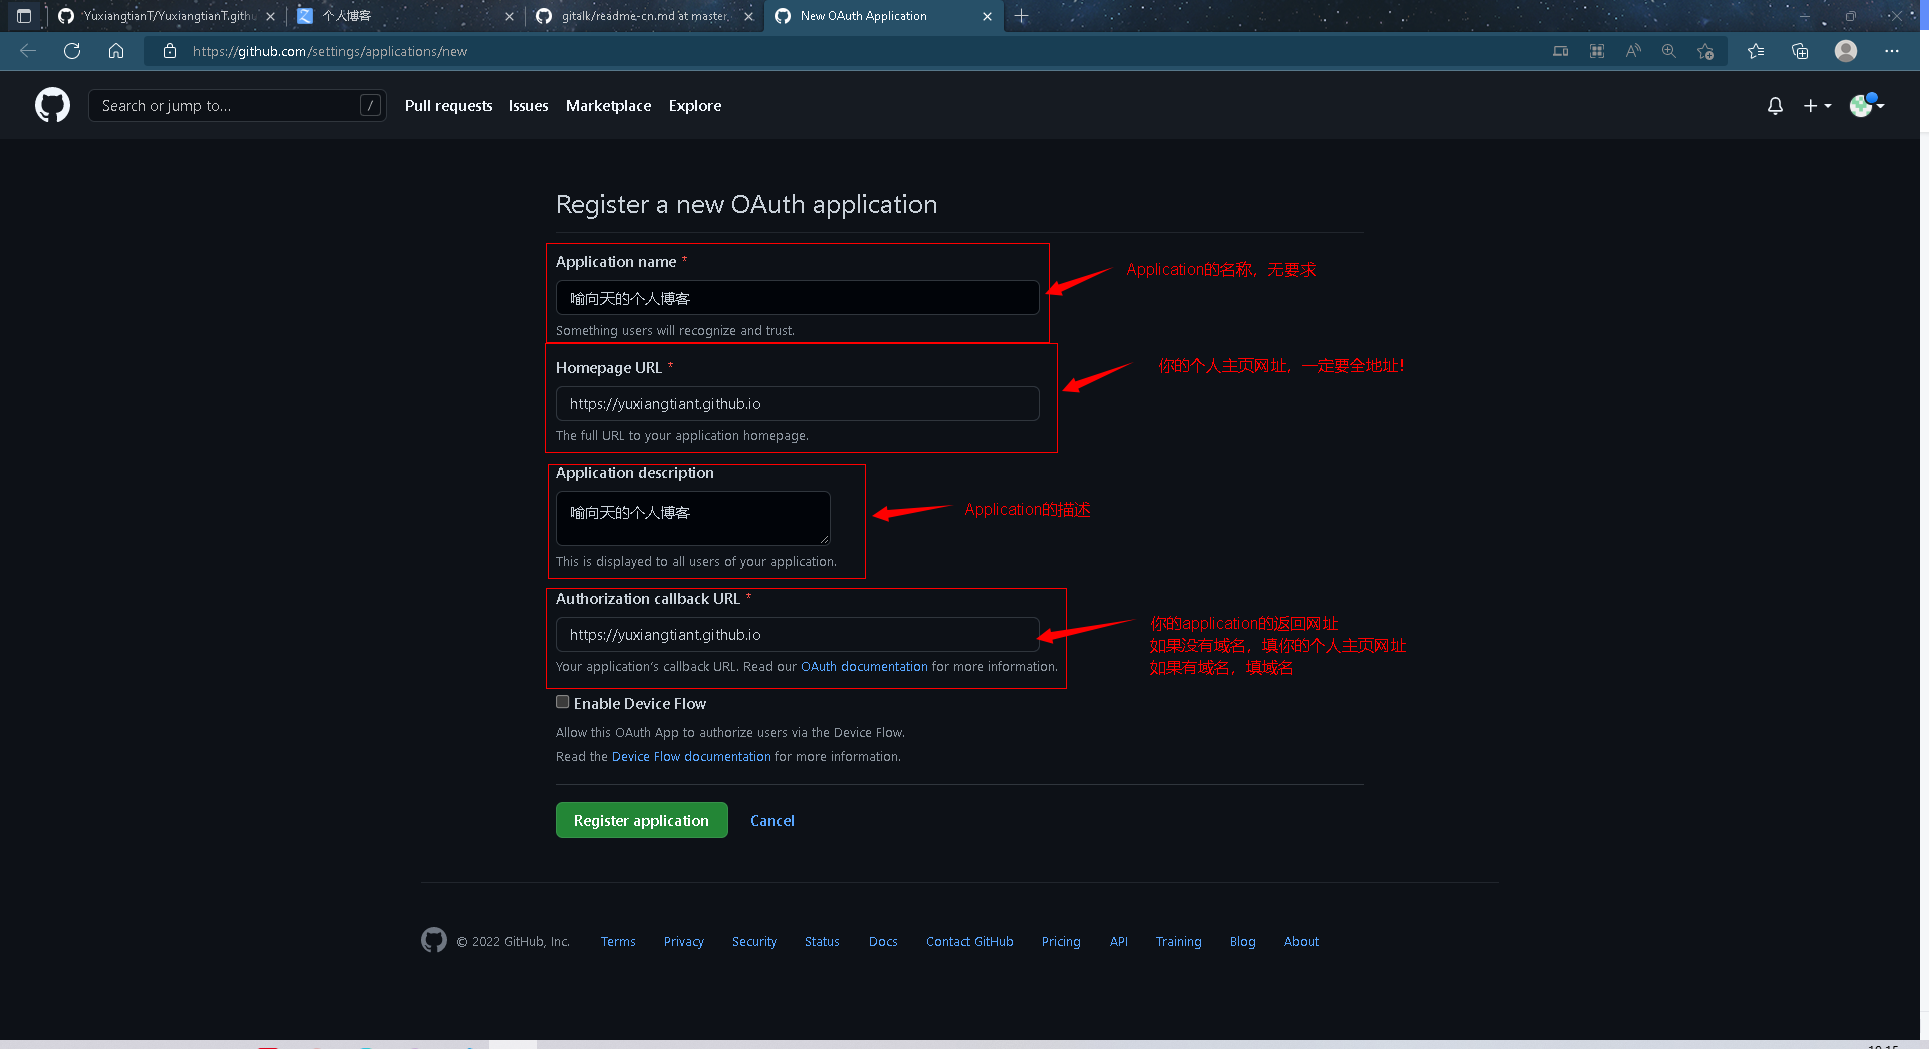 YuxiangtianT/YuxiangtianT.githu
个人博客
gitalk/readme-cn.md at master
New OAuth Application
https://github.com/settings/applications/new
Search or jump to... /
Pull requests
Issues
Marketplace
Explore
Register a new OAuth application
Application name *
喻向天的个人博客
Something users will recognize and trust.
Application的名称，无要求
Homepage URL *
https://yuxiangtiant.github.io
The full URL to your application homepage.
你的个人主页网址，一定要全地址！
Application description
喻向天的个人博客
This is displayed to all users of your application.
Application的描述
Authorization callback URL *
https://yuxiangtiant.github.io
Your application's callback URL. Read our OAuth documentation for more information.
你的application的返回网址
如果没有域名，填你的个人主页网址
如果有域名，填域名
Enable Device Flow
Allow this OAuth App to authorize users via the Device Flow.
Read the Device Flow documentation for more information.
Register application
Cancel
© 2022 GitHub, Inc.
Terms
Privacy
Security
Status
Docs
Contact GitHub
Pricing
API
Training
Blog
About